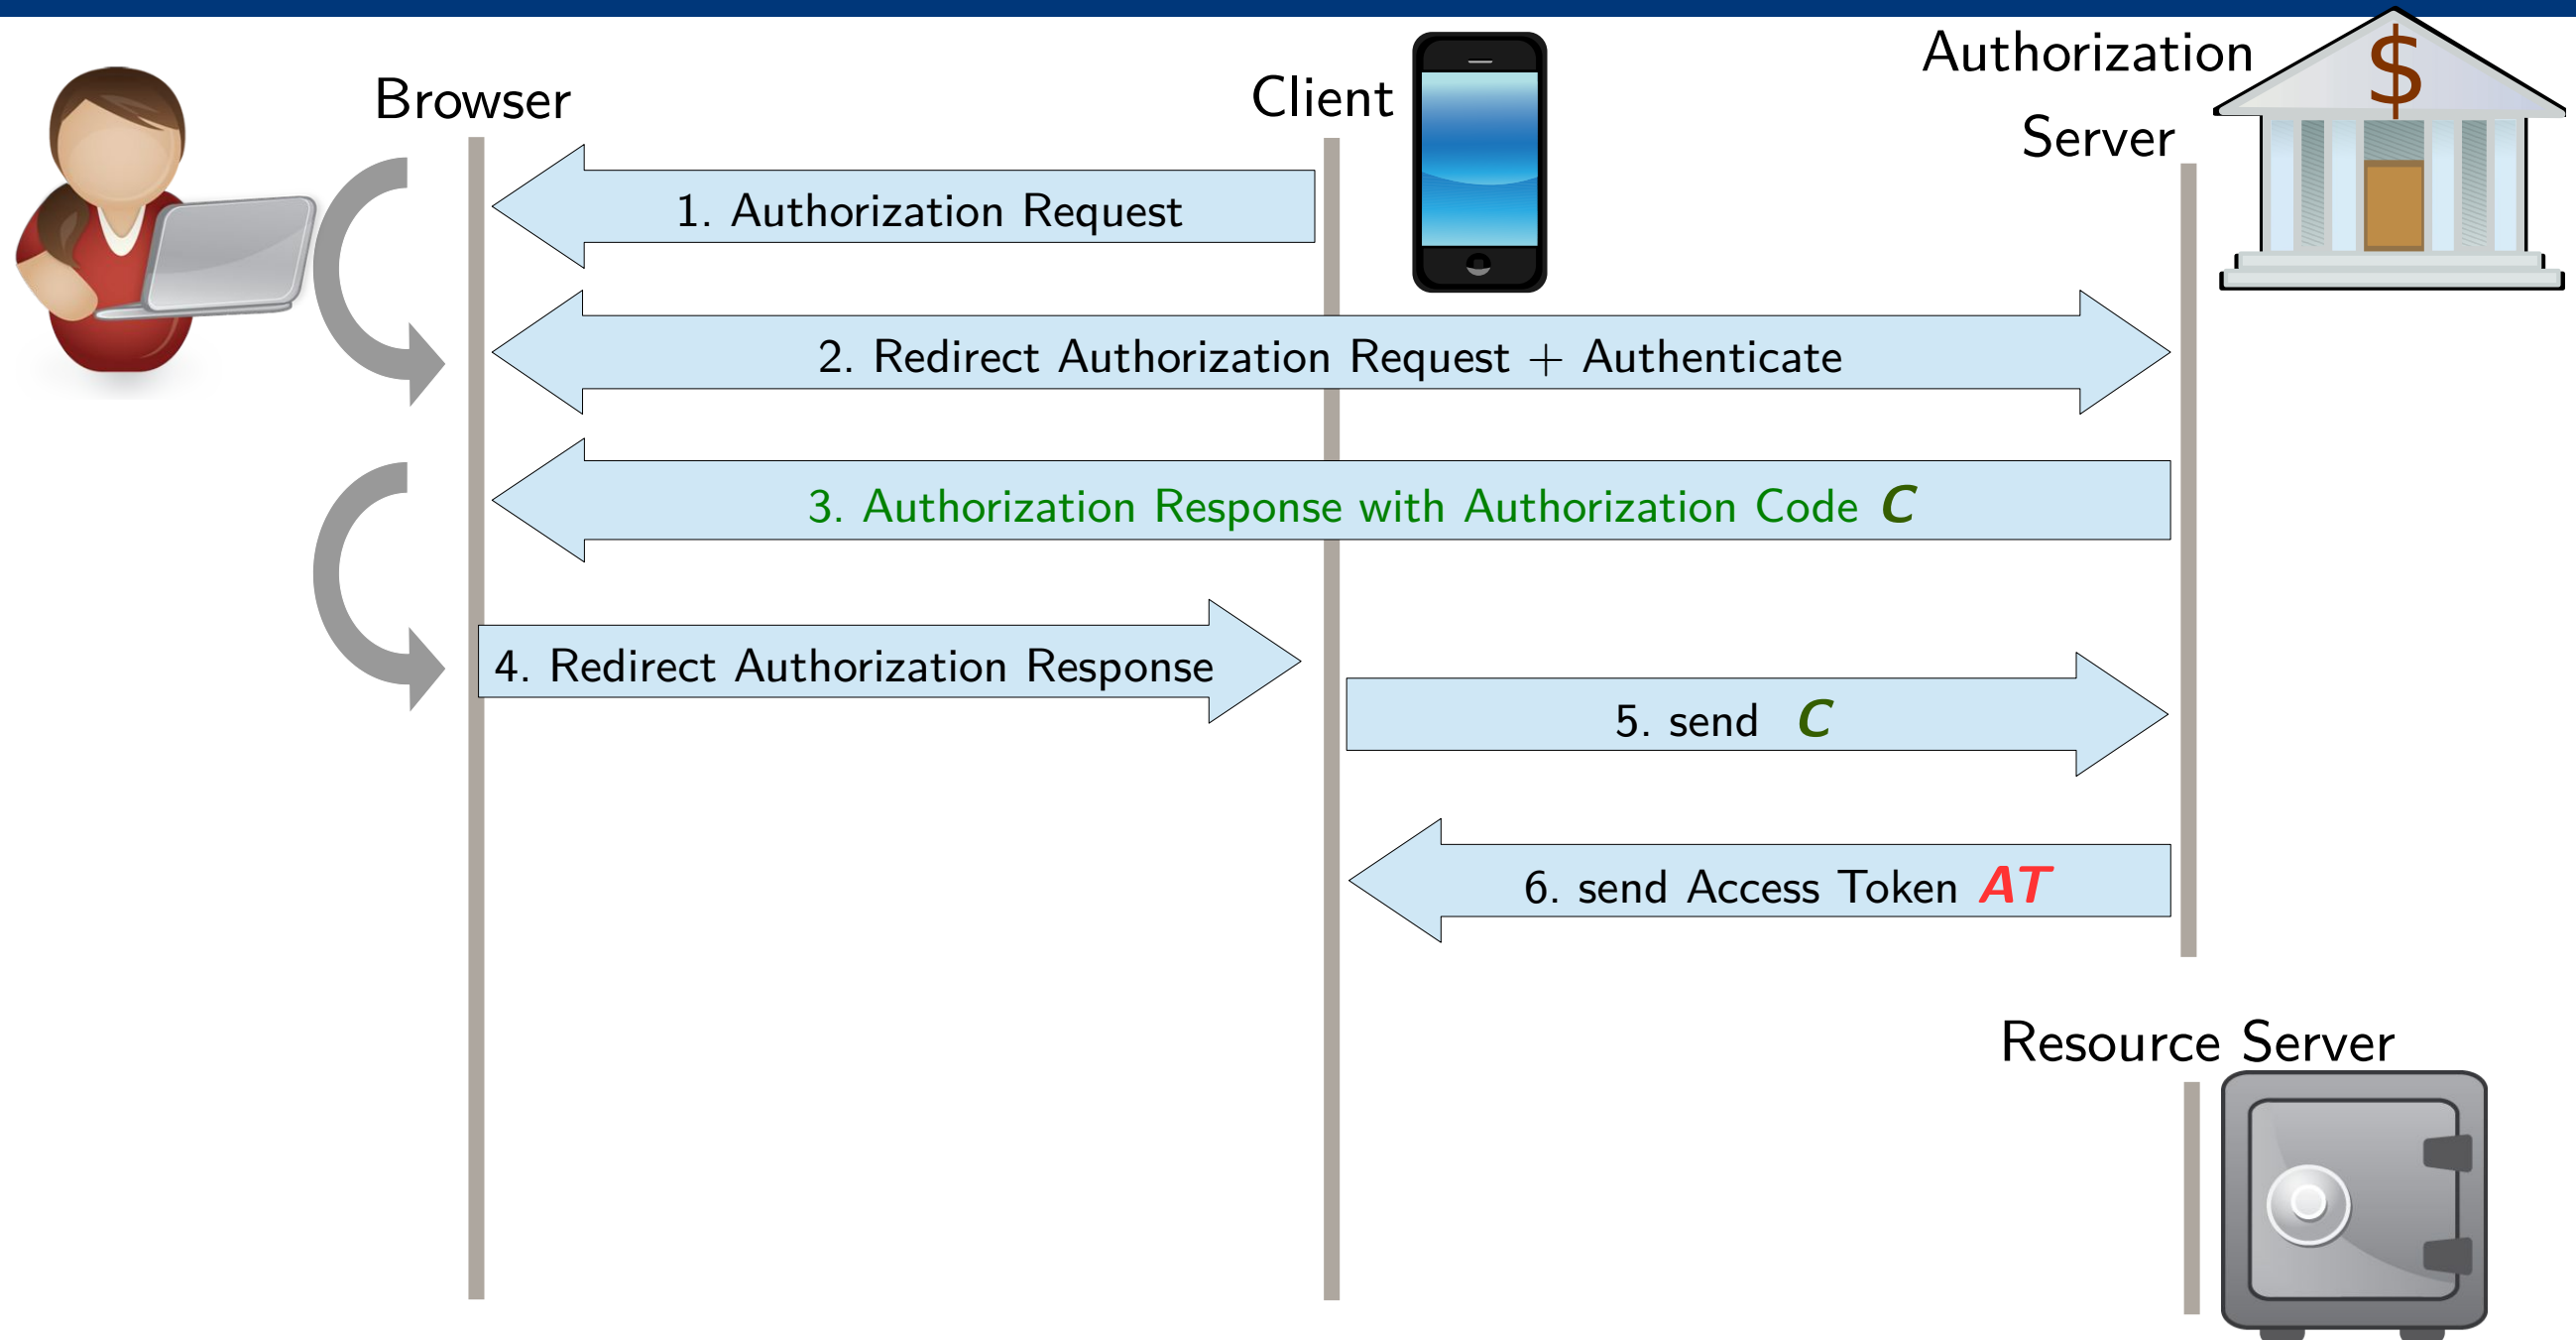 Browser
Client
Authorization
Server
$
1. Authorization Request
2. Redirect Authorization Request + Authenticate
3. Authorization Response with Authorization Code C
4. Redirect Authorization Response
5. send C
6. send Access Token AT
Resource Server